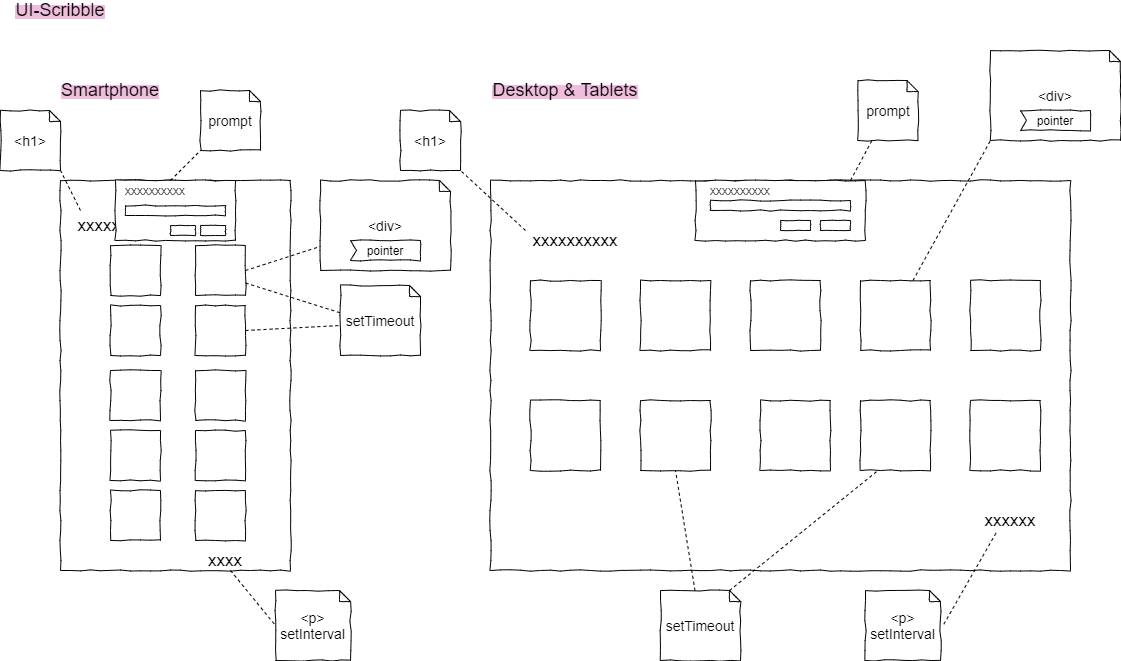 UI-Scribble
Smartphone
Desktop & Tablets
<h1>
prompt
<h1>
prompt
<div>
pointer
XXXXXXXXXX
XXXXX
<div>
pointer
setTimeout
XXXXXXXXXX
XXXXXXXXXX
XXXX
XXXXXX
<p>
setInterval
setTimeout
<p>
setInterval